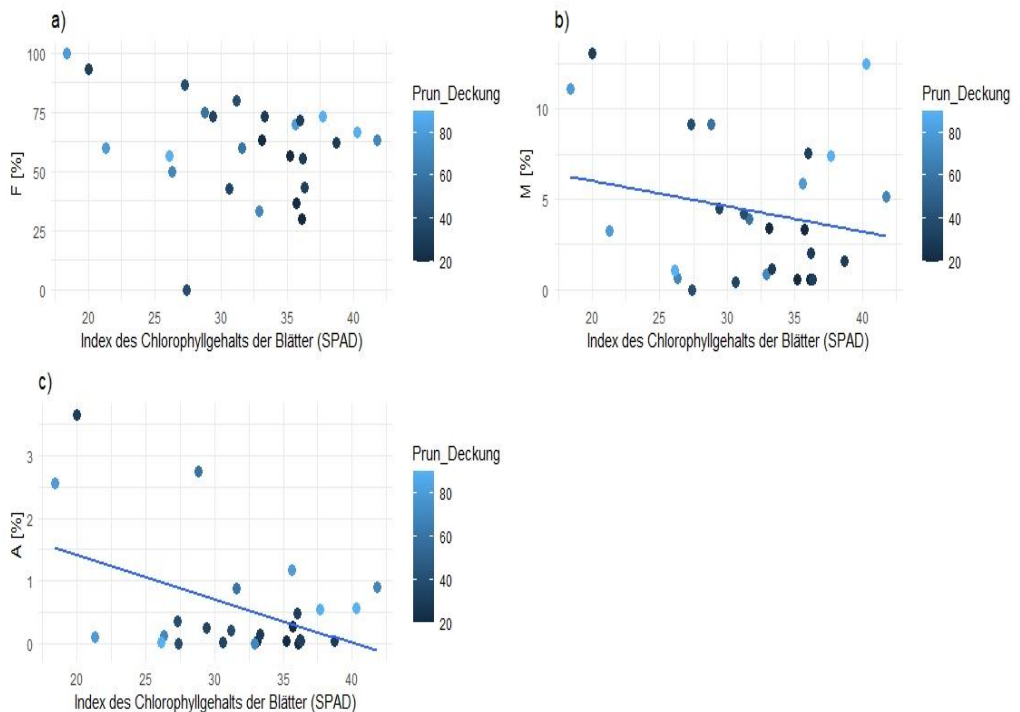 a)
100
75
50
25
0
F [%]
20 25 30 35 40
Index des Chlorophyllgehalts der Blätter (SPAD)
Prun_Deckung
80
60
40
20
b)
10
5
0
M [%]
20 25 30 35 40
Index des Chlorophyllgehalts der Blätter (SPAD)
Prun_Deckung
80
60
40
20
c)
3
2
1
0
A [%]
20 25 30 35 40
Index des Chlorophyllgehalts der Blätter (SPAD)
Prun_Deckung
80
60
40
20